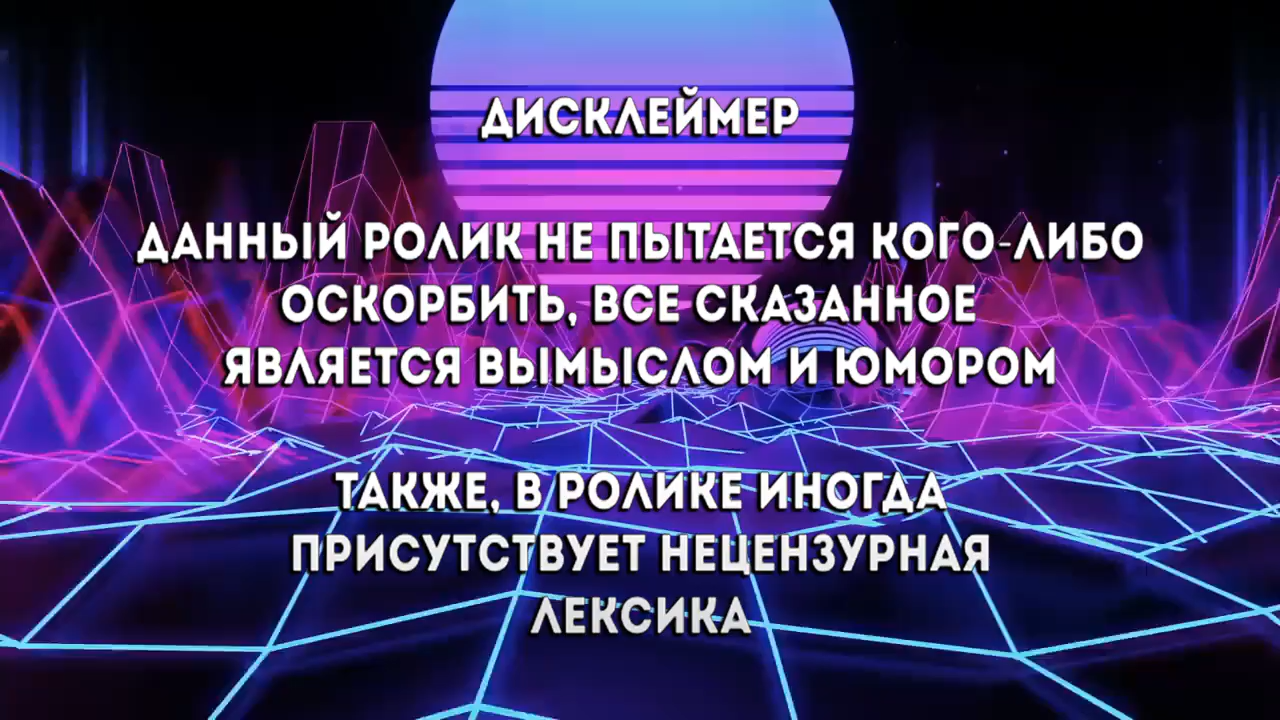 ДИСКЛЕЙМЕР
ДАННЫЙ РОЛИК НЕ ПЫТАЕТСЯ КОГО-ЛИБО
ОСКОРБИТЬ, ВСЕ СКАЗАННОЕ
ЯВЛЯЕТСЯ ВЫМЫСЛОМ И ЮМОРОМ
ТАКЖЕ, В РОЛИКЕ ИНОГДА
ПРИСУТСТВУЕТ НЕЦЕНЗУРНАЯ
ЛЕКСИКА